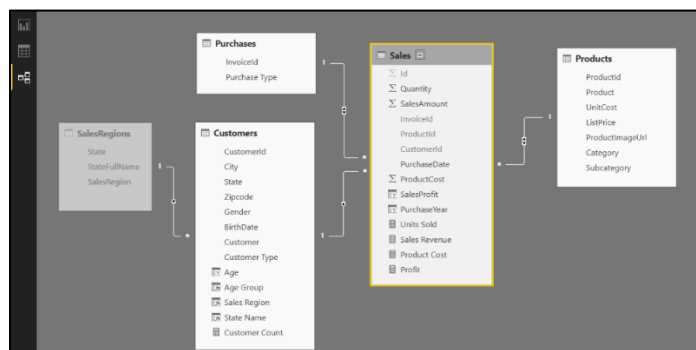 Purchases
InvoiceId
Purchase Type
1
*
SalesRegions
State
StateFullName
SalesRegion
1
*
Customers
CustomerId
City
State
Zipcode
Gender
BirthDate
Customer
Customer Type
Age
Age Group
Sales Region
State Name
Customer Count
1
*
Sales
Σ Id
Σ Quantity
Σ SalesAmount
InvoiceId
ProductId
CustomerId
PurchaseDate
Σ ProductCost
SalesProfit
PurchaseYear
Units Sold
Sales Revenue
Product Cost
Profit
*
1
Products
ProductId
Product
UnitCost
ListPrice
ProductImageUrl
Category
Subcategory